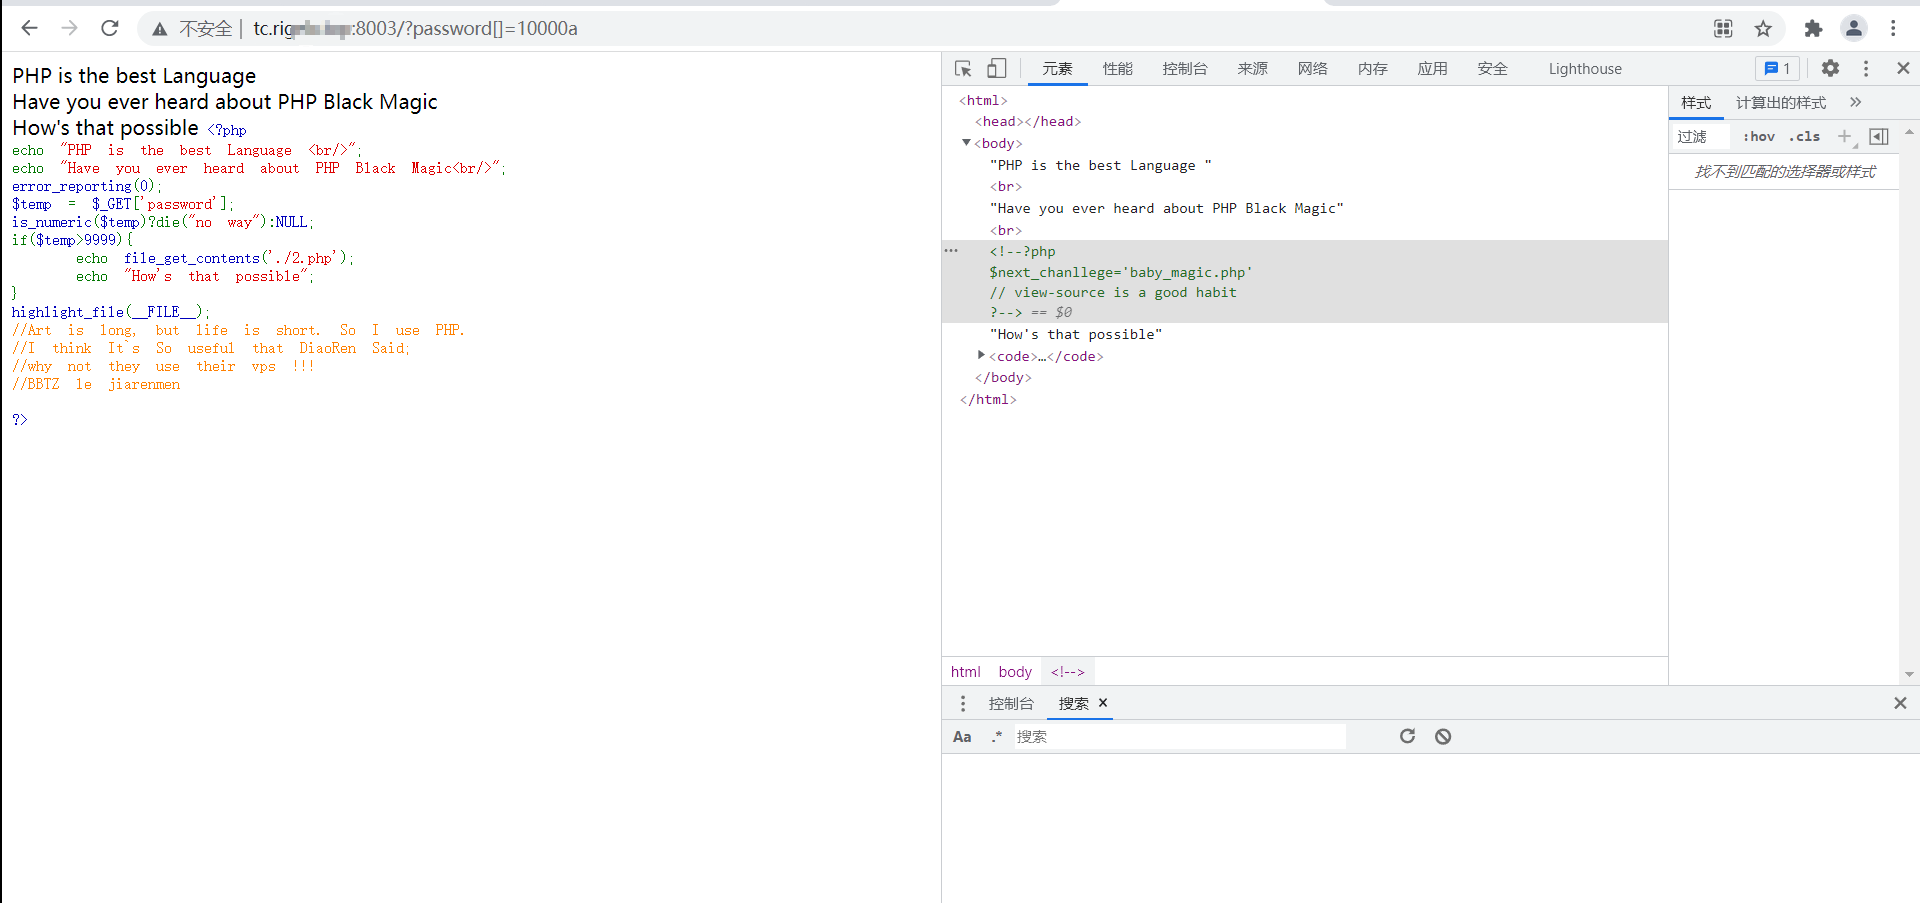 不安全 | tc.rig :8003/?password[]=10000a
PHP is the best Language
Have you ever heard about PHP Black Magic
How's that possible <?php
echo "PHP is the best Language <br/>";
echo "Have you ever heard about PHP Black Magic<br/>";
error_reporting(0);
$temp = $_GET['password'];
is_numeric($temp)?die("no way"):NULL;
if($temp>9999){
echo file_get_contents('./2.php');
echo "How's that possible";
}
highlight_file(__FILE__);
//Art is long, but life is short. So I use PHP.
//I think It`s So useful that DiaoRen Said;
//why not they use their vps !!!
//BBTZ le jiarenmen
?>
元素 性能 控制台 来源 网络 内存 应用 安全 Lighthouse 1
<html>
<head></head>
<body>
"PHP is the best Language "
<br>
"Have you ever heard about PHP Black Magic"
<br>
<!--?php
$next_chanllege='baby_magic.php'
// view-source is a good habit
?--> == $0
"How's that possible"
<code>…</code>
</body>
</html>
样式 计算出的样式 »
过滤 :hov .cls +
找不到匹配的选择器或样式
html body <!-->
控制台 搜索 ×
Aa .* 搜索